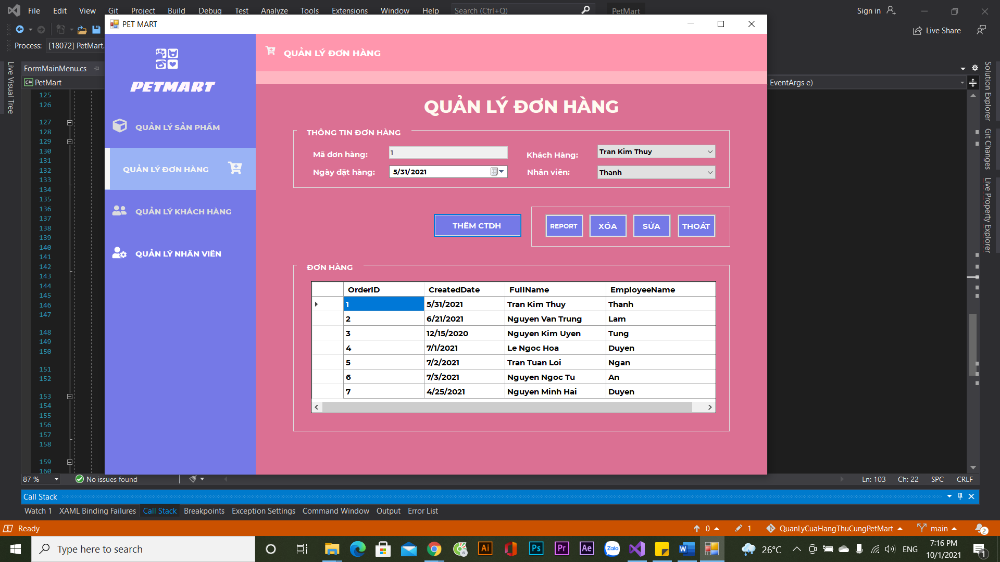 File Edit View Git Project Build Debug Test Analyze Tools Extensions Window Help Search (Ctrl+Q) PetMart Sign in
PET MART
Live Share
Process: [18072] PetMart.
Live Visual Tree
FormMainMenu.cs
C# PetMart
EventArgs e)
Solution Explorer
Git Changes
Live Property Explorer
125
126
127
128
129
130
131
132
133
134
135
136
137
138
139
140
141
142
143
144
145
146
147
148
149
150
151
152
153
154
155
156
157
158
159
160
PETMART
QUẢN LÝ SẢN PHẨM
QUẢN LÝ ĐƠN HÀNG
QUẢN LÝ KHÁCH HÀNG
QUẢN LÝ NHÂN VIÊN
QUẢN LÝ ĐƠN HÀNG
QUẢN LÝ ĐƠN HÀNG
THÔNG TIN ĐƠN HÀNG
Mã đơn hàng: 1 Khách Hàng: Tran Kim Thuy
Ngày đặt hàng: 5/31/2021 Nhân viên: Thanh
THÊM CTDH REPORT XÓA SỬA THOÁT
ĐƠN HÀNG
OrderID CreatedDate FullName EmployeeName
1 5/31/2021 Tran Kim Thuy Thanh
2 6/21/2021 Nguyen Van Trung Lam
3 12/15/2020 Nguyen Kim Uyen Tung
4 7/1/2021 Le Ngoc Hoa Duyen
5 7/2/2021 Tran Tuan Loi Ngan
6 7/3/2021 Nguyen Ngoc Tu An
7 4/25/2021 Nguyen Minh Hai Duyen
87 % No issues found Ln: 103 Ch: 22 SPC CRLF
Call Stack
Watch 1 XAML Binding Failures Call Stack Breakpoints Exception Settings Command Window Output Error List
Ready 0 1 QuanLyCuaHangThuCungPetMart main 2
Type here to search Ai Ps Pr Ae Zalo 26°C ENG 7:16 PM
10/1/2021 1